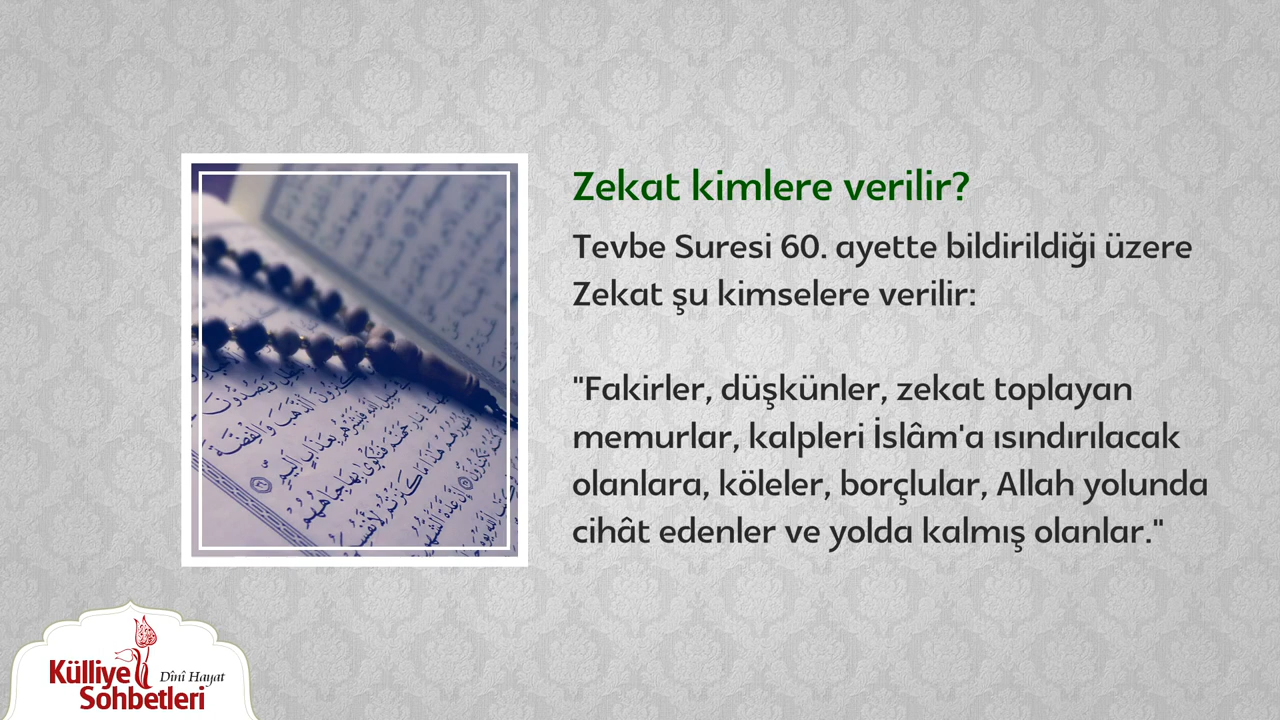 Zekat kimlere verilir?
Tevbe Suresi 60. ayette bildirildiği üzere
Zekat şu kimselere verilir:
"Fakirler, düşkünler, zekat toplayan
memurlar, kalpleri İslâm'a ısındırılacak
olanlara, köleler, borçlular, Allah yolunda
cihât edenler ve yolda kalmış olanlar."
Külliye
Dînî Hayat
Sohbetleri